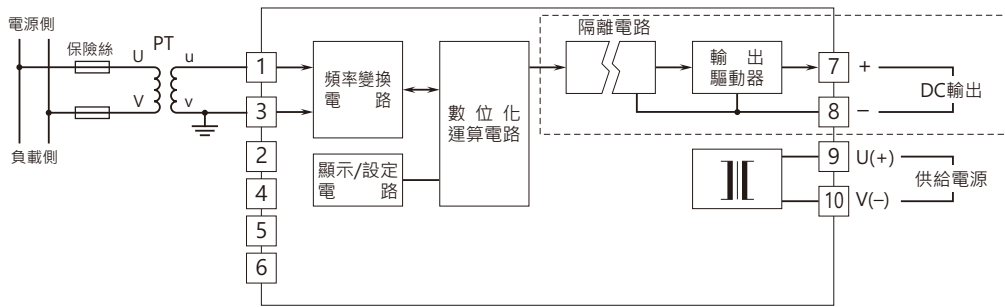 電源側
保險絲
PT
U
u
V
v
負載側
1
3
2
4
5
6
頻率變換
電路
顯示/設定
電路
數位化
運算電路
隔離電路
輸出
驅動器
7
+
8
−
DC輸出
9
U(+)
10
V(−)
供給電源